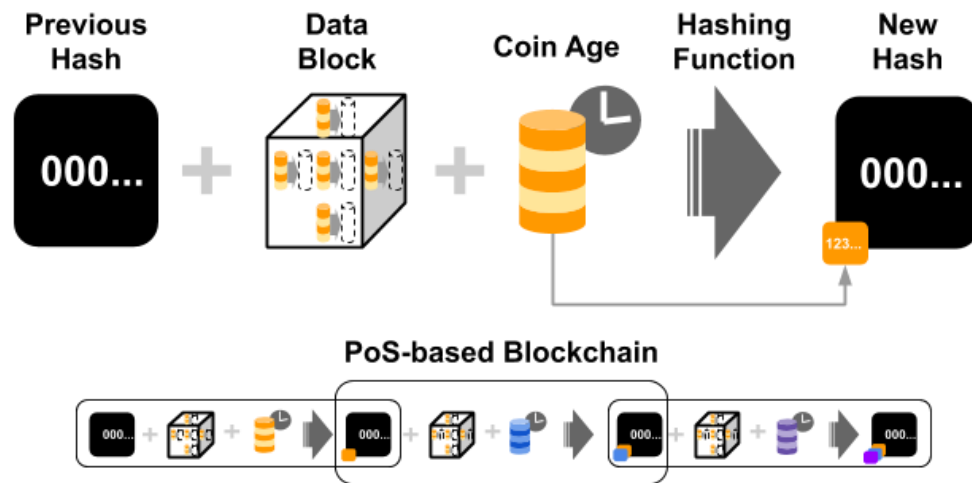 Previous
Hash
Data
Block
Coin Age
Hashing
Function
New
Hash
000...
000...
123...
PoS-based Blockchain
000...
000...
000...
000...